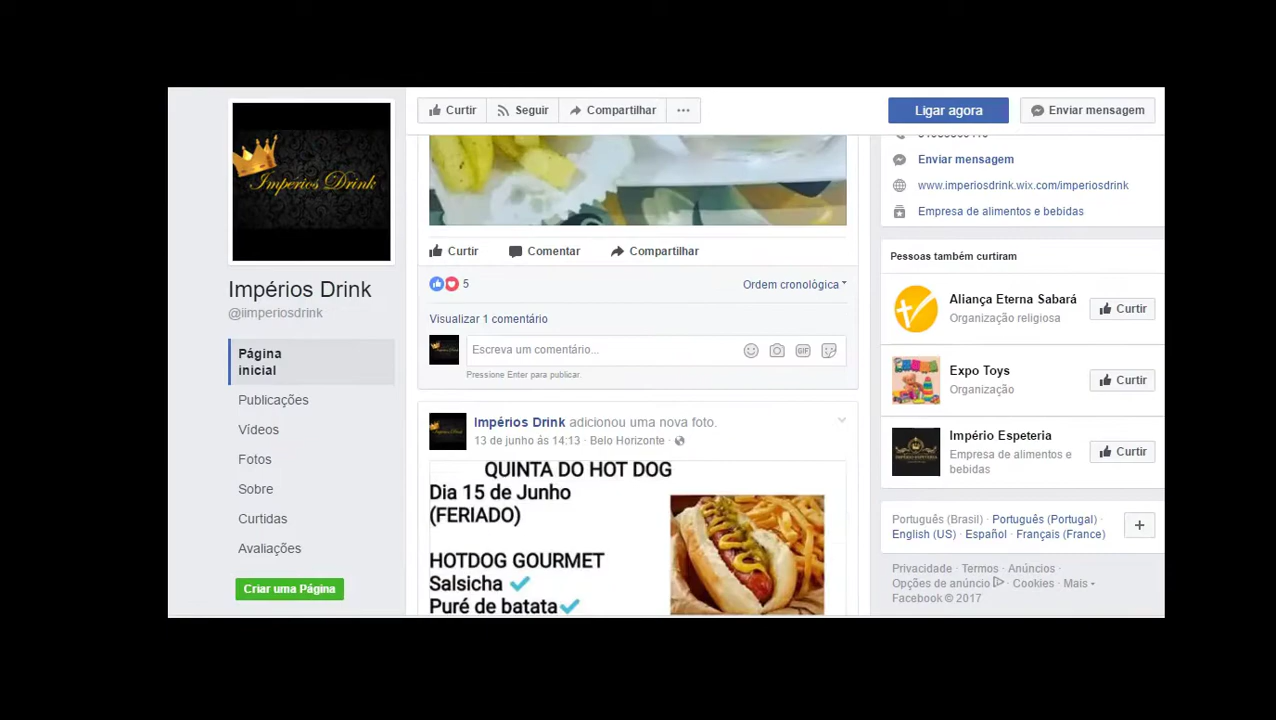 Curtir
Seguir
Compartilhar
Ligar agora
Enviar mensagem
Impérios Drink
Impérios Drink
@iimperiosdrink
Página
inicial
Publicações
Vídeos
Fotos
Sobre
Curtidas
Avaliações
Criar uma Página
Curtir
Comentar
Compartilhar
5
Ordem cronológica
Visualizar 1 comentário
Escreva um comentário...
GIF
Pressione Enter para publicar.
Impérios Drink adicionou uma nova foto.
13 de junho às 14:13 · Belo Horizonte ·
QUINTA DO HOT DOG
Dia 15 de Junho
(FERIADO)
HOTDOG GOURMET
Salsicha
Puré de batata
Enviar mensagem
www.imperiosdrink.wix.com/imperiosdrink
Empresa de alimentos e bebidas
Pessoas também curtiram
Aliança Eterna Sabará
Organização religiosa
Curtir
Expo Toys
Organização
Curtir
Império Espeteria
Empresa de alimentos e
bebidas
Curtir
Português (Brasil) · Português (Portugal) ·
English (US) · Español · Français (France)
Privacidade · Termos · Anúncios ·
Opções de anúncio · Cookies · Mais
Facebook © 2017